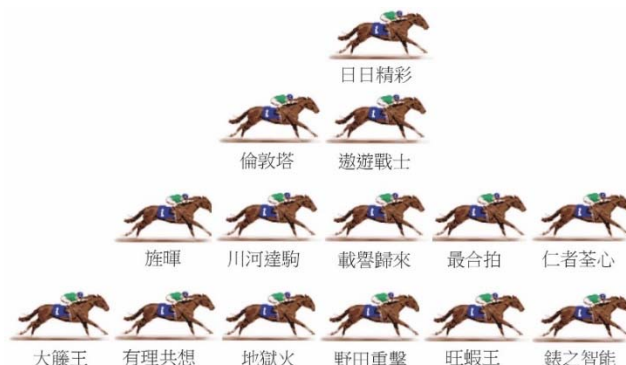 日日精彩
倫敦塔 遨遊戰士
旌暉 川河達駒 載譽歸來 最合拍 仁者荃心
大籐王 有理共想 地獄火 野田重擊 旺蝦王 錶之智能